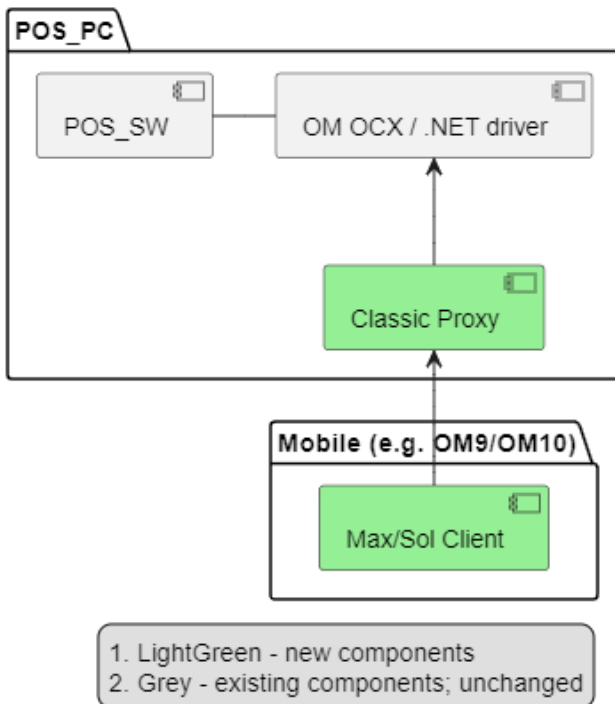 POS_PC
POS_SW
OM OCX / .NET driver
Classic Proxy
Mobile (e.g. OM9/OM10)
Max/Sol Client
1. LightGreen - new components
2. Grey - existing components; unchanged